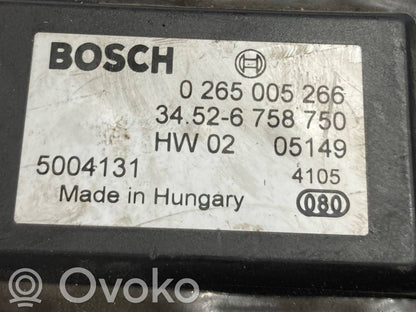 BOSCH
0 265 005 266
34.52-6 758 750
HW 02 05149
5004131 4105
Made in Hungary 080
Ovoko